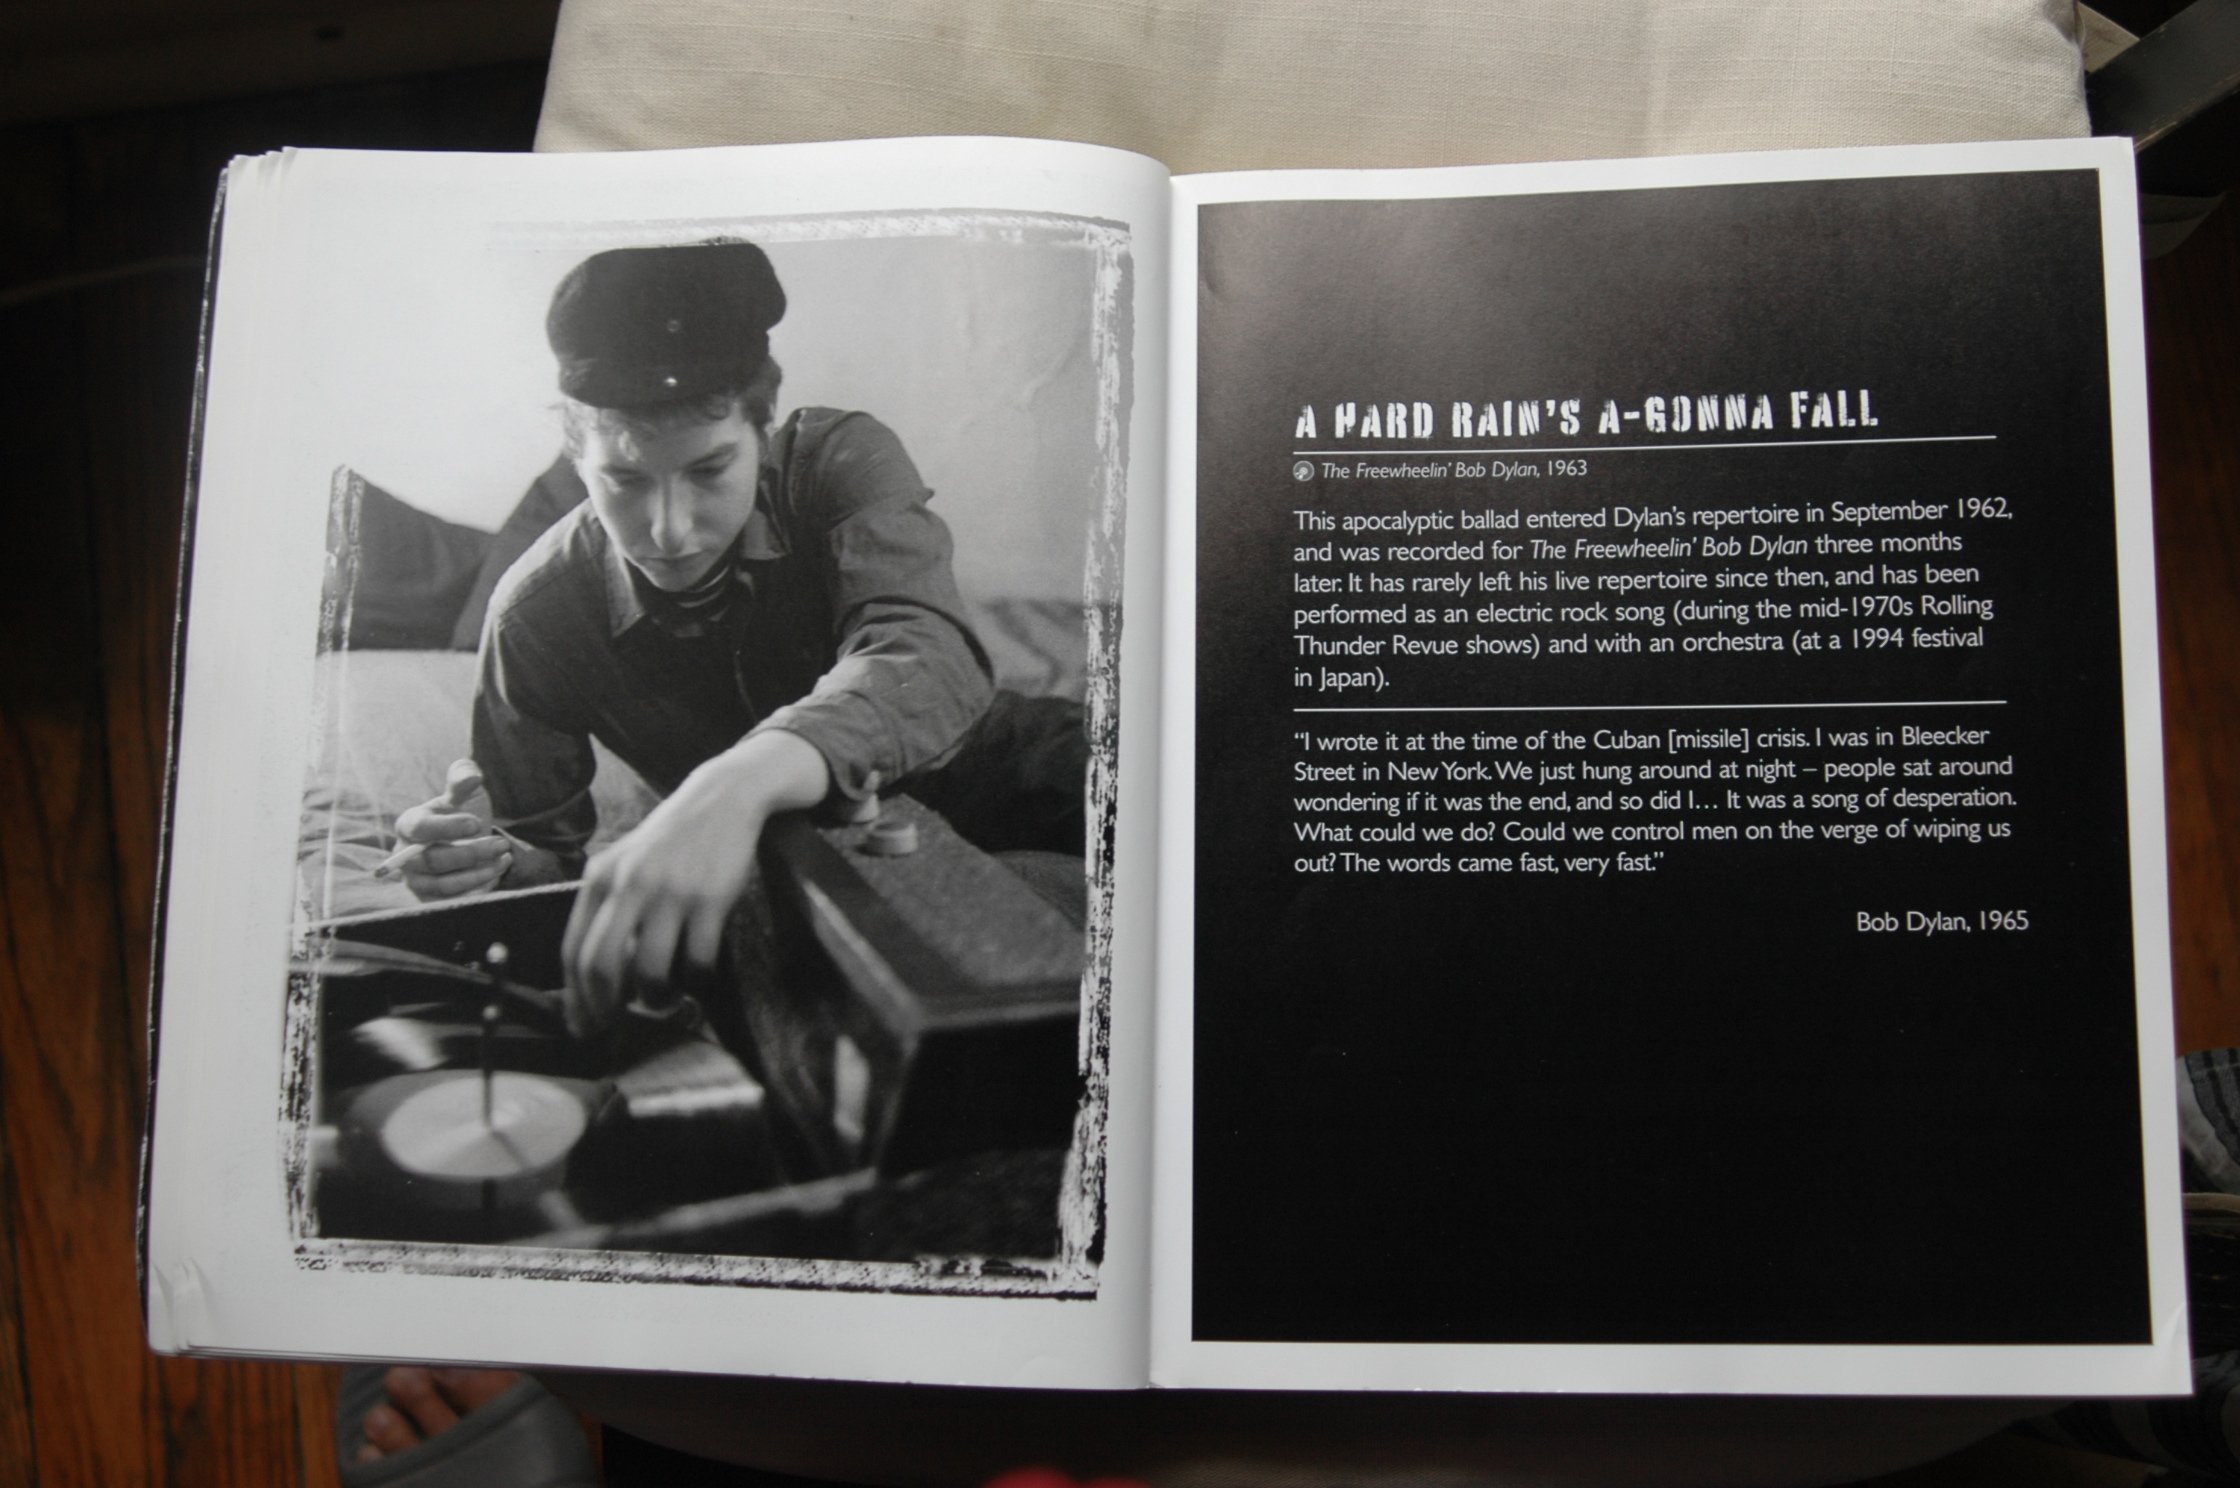 A HARD RAIN'S A-GONNA FALL
The Freewheelin' Bob Dylan, 1963
This apocalyptic ballad entered Dylan's repertoire in September 1962,
and was recorded for The Freewheelin' Bob Dylan three months
later. It has rarely left his live repertoire since then, and has been
performed as an electric rock song (during the mid-1970s Rolling
Thunder Revue shows) and with an orchestra (at a 1994 festival
in Japan).
“I wrote it at the time of the Cuban [missile] crisis. I was in Bleecker
Street in New York. We just hung around at night – people sat around
wondering if it was the end, and so did I… It was a song of desperation.
What could we do? Could we control men on the verge of wiping us
out? The words came fast, very fast.”
Bob Dylan, 1965